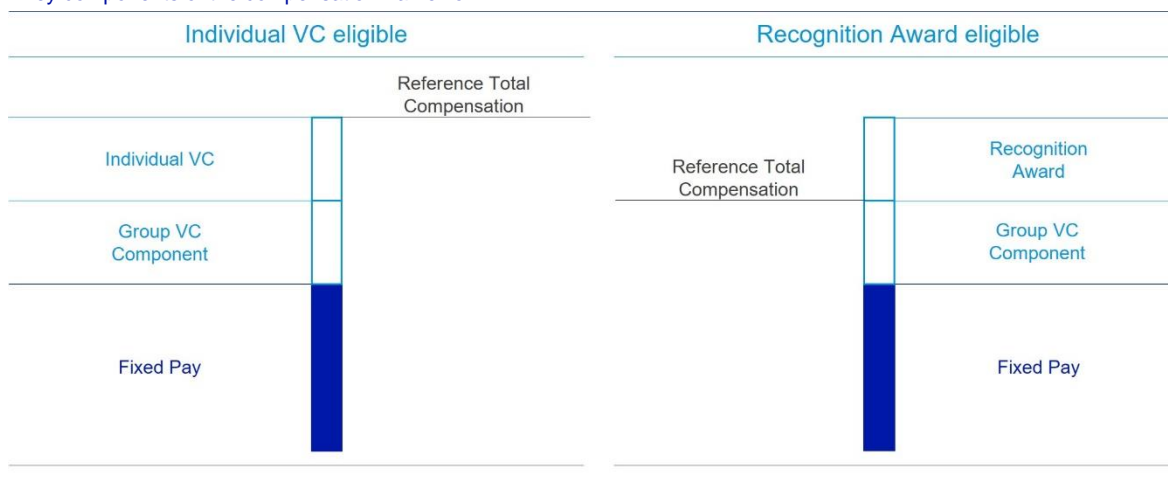 Individual VC eligible
Reference Total
Compensation
Individual VC
Group VC
Component
Fixed Pay
Recognition Award eligible
Recognition
Award
Reference Total
Compensation
Group VC
Component
Fixed Pay